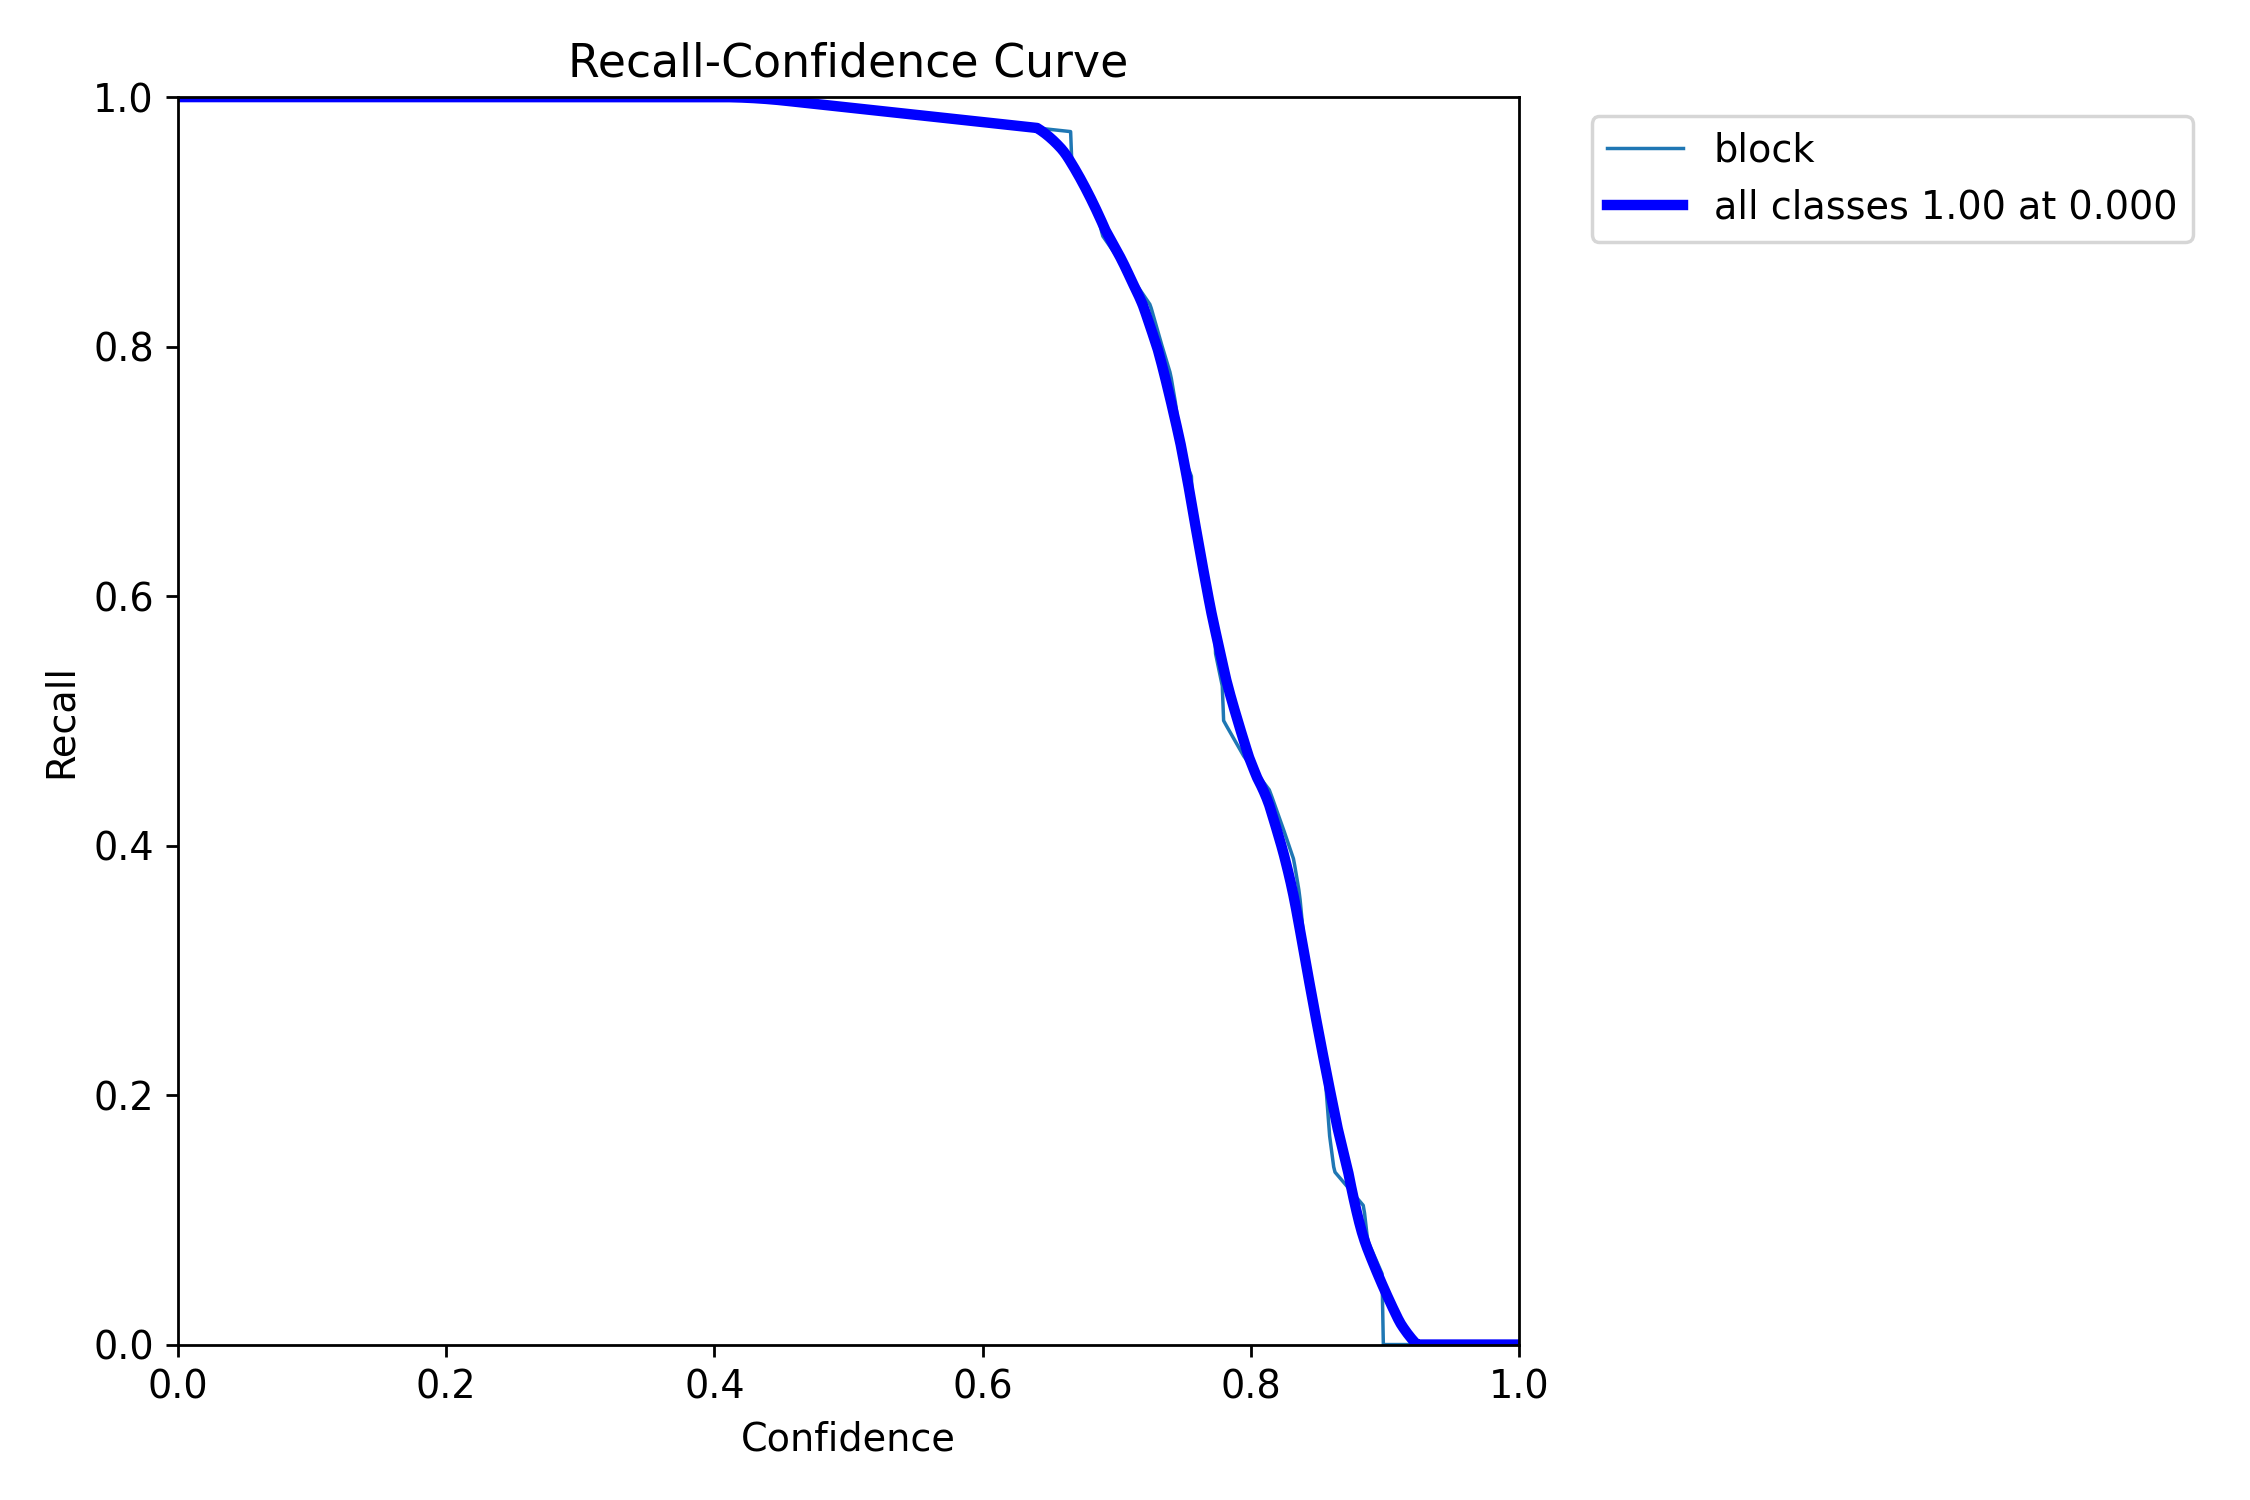 Recall-Confidence Curve
1.0
0.8
0.6
0.4
0.2
0.0
Recall
0.0 0.2 0.4 0.6 0.8 1.0
Confidence
block
all classes 1.00 at 0.000